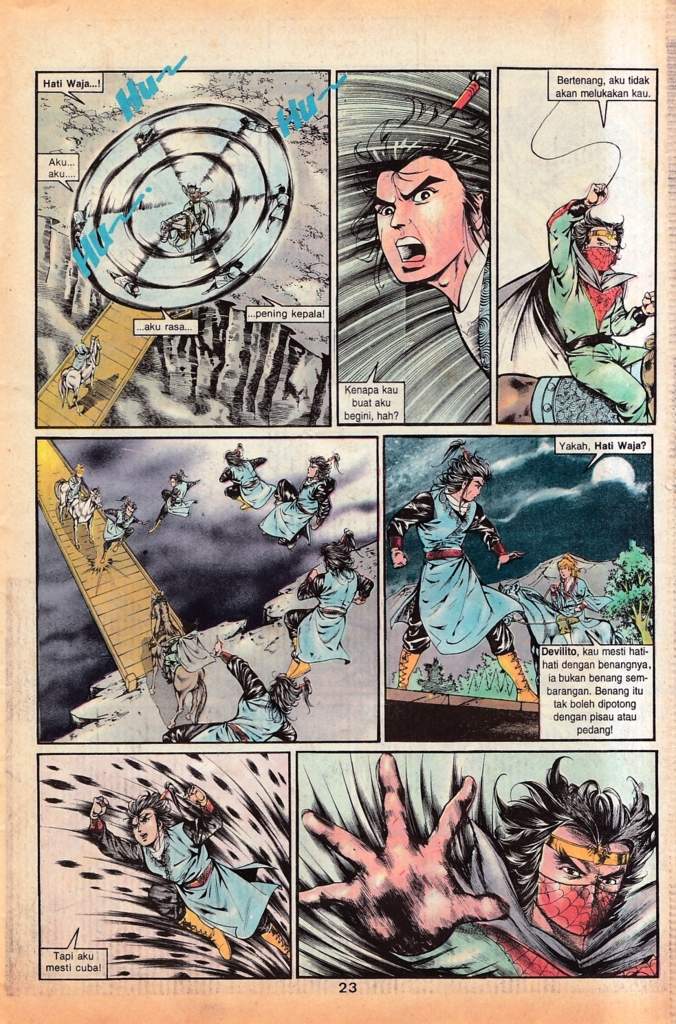 Hati Waja...!
Hu~
Hu~
Aku...
aku....
Hu~
...pening kepala!
...aku rasa...
Kenapa kau
buat aku
begini, hah?
Bertenang, aku tidak
akan melukakan kau.
Yakah, Hati Waja?
Devilito, kau mesti hati-
hati dengan benangnya,
ia bukan benang sem-
barangan. Benang itu
tak boleh dipotong
dengan pisau atau
pedang!
Tapi aku
mesti cuba!
23